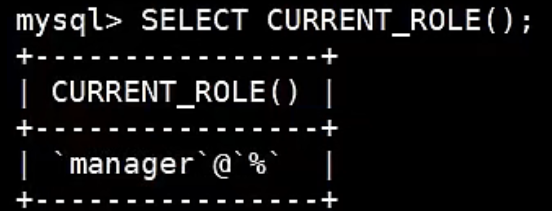 mysql> SELECT CURRENT_ROLE();
+----------------+
| CURRENT_ROLE() |
+----------------+
| `manager`@`%`  |
+----------------+